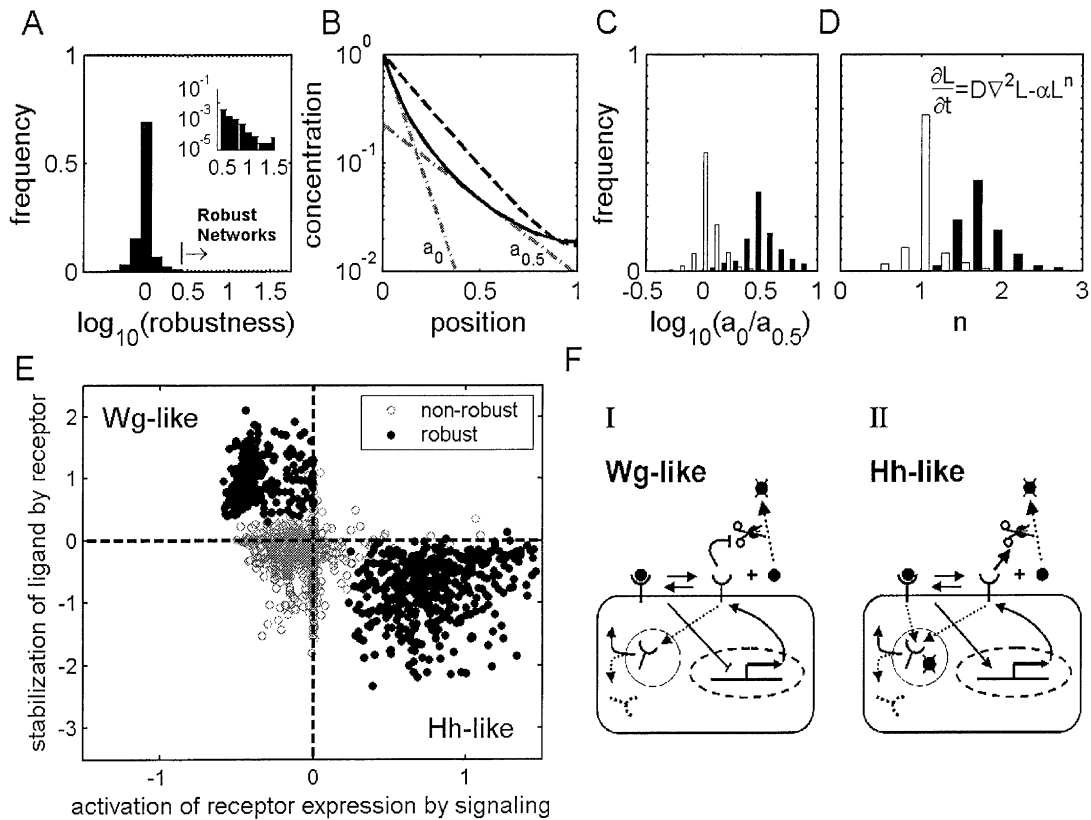 A
B
C
D
1
0.5
0
frequency
10^-1
10^-3
10^-5
0.5 1 1.5
Robust
Networks
0 0.5 1 1.5
log10(robustness)
10^0
10^-1
10^-2
concentration
a0
a0.5
0 0.5 1
position
1
0.5
0
frequency
-0.5 0 0.5 1
log10(a0/a0.5)
∂L/∂t=D∇²L-αL^n
0 1 2 3
n
E
F
2
1
0
-1
-2
-3
stabilization of ligand by receptor
Wg-like
non-robust
robust
Hh-like
-1 0 1
activation of receptor expression by signaling
I
Wg-like
+
II
Hh-like
+